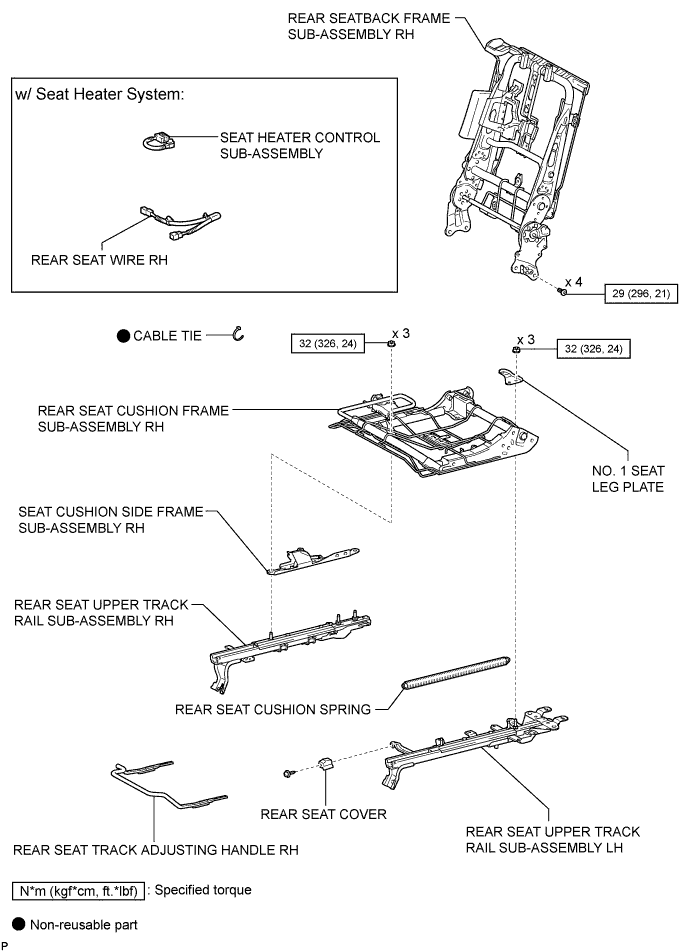 REAR SEATBACK FRAME
SUB-ASSEMBLY RH
w/ Seat Heater System:
SEAT HEATER CONTROL
SUB-ASSEMBLY
REAR SEAT WIRE RH
x 4
29 (296, 21)
CABLE TIE
32 (326, 24)
x 3
x 3
32 (326, 24)
REAR SEAT CUSHION FRAME
SUB-ASSEMBLY RH
NO. 1 SEAT
LEG PLATE
SEAT CUSHION SIDE FRAME
SUB-ASSEMBLY RH
REAR SEAT UPPER TRACK
RAIL SUB-ASSEMBLY RH
REAR SEAT CUSHION SPRING
REAR SEAT COVER
REAR SEAT UPPER TRACK
RAIL SUB-ASSEMBLY LH
REAR SEAT TRACK ADJUSTING HANDLE RH
N*m (kgf*cm, ft.*lbf) : Specified torque
Non-reusable part
P